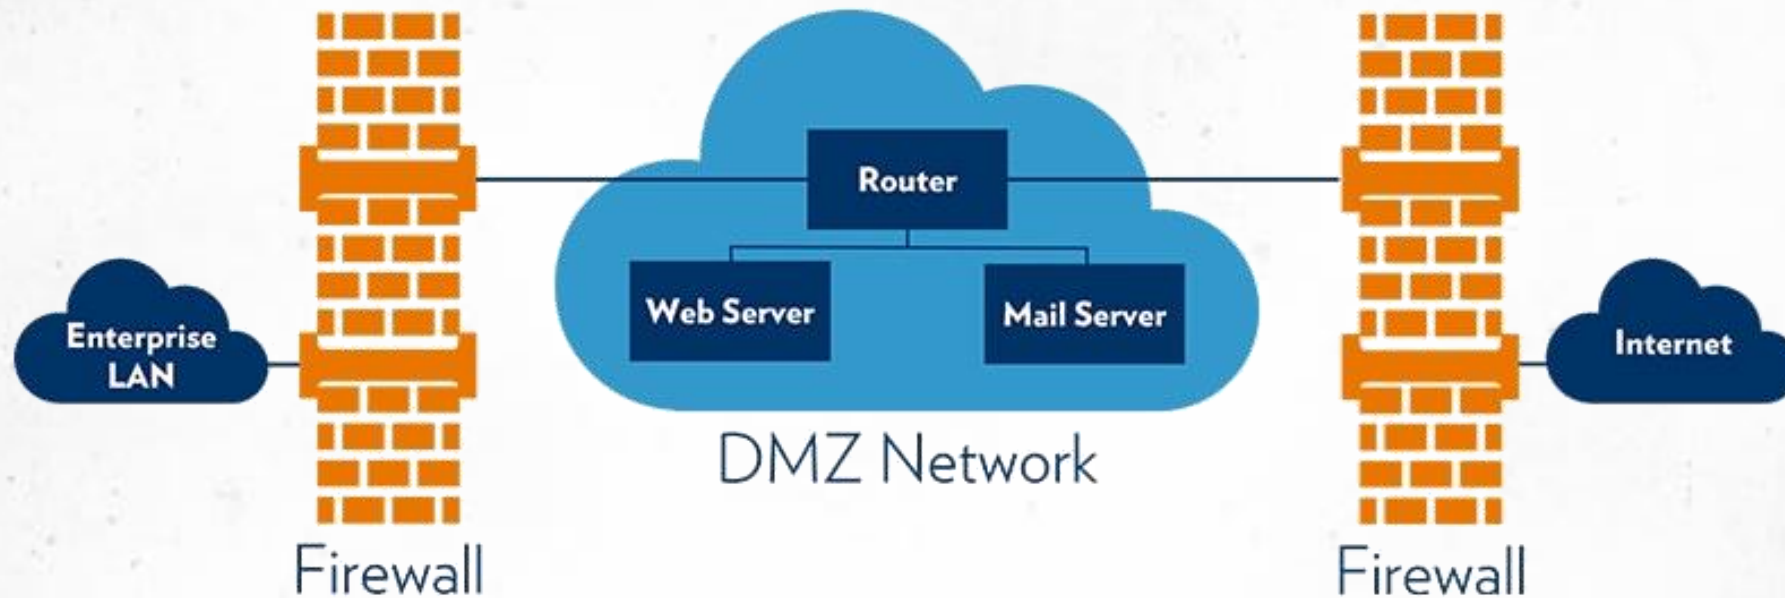 Router
Web Server
Mail Server
Enterprise
LAN
Internet
DMZ Network
Firewall
Firewall